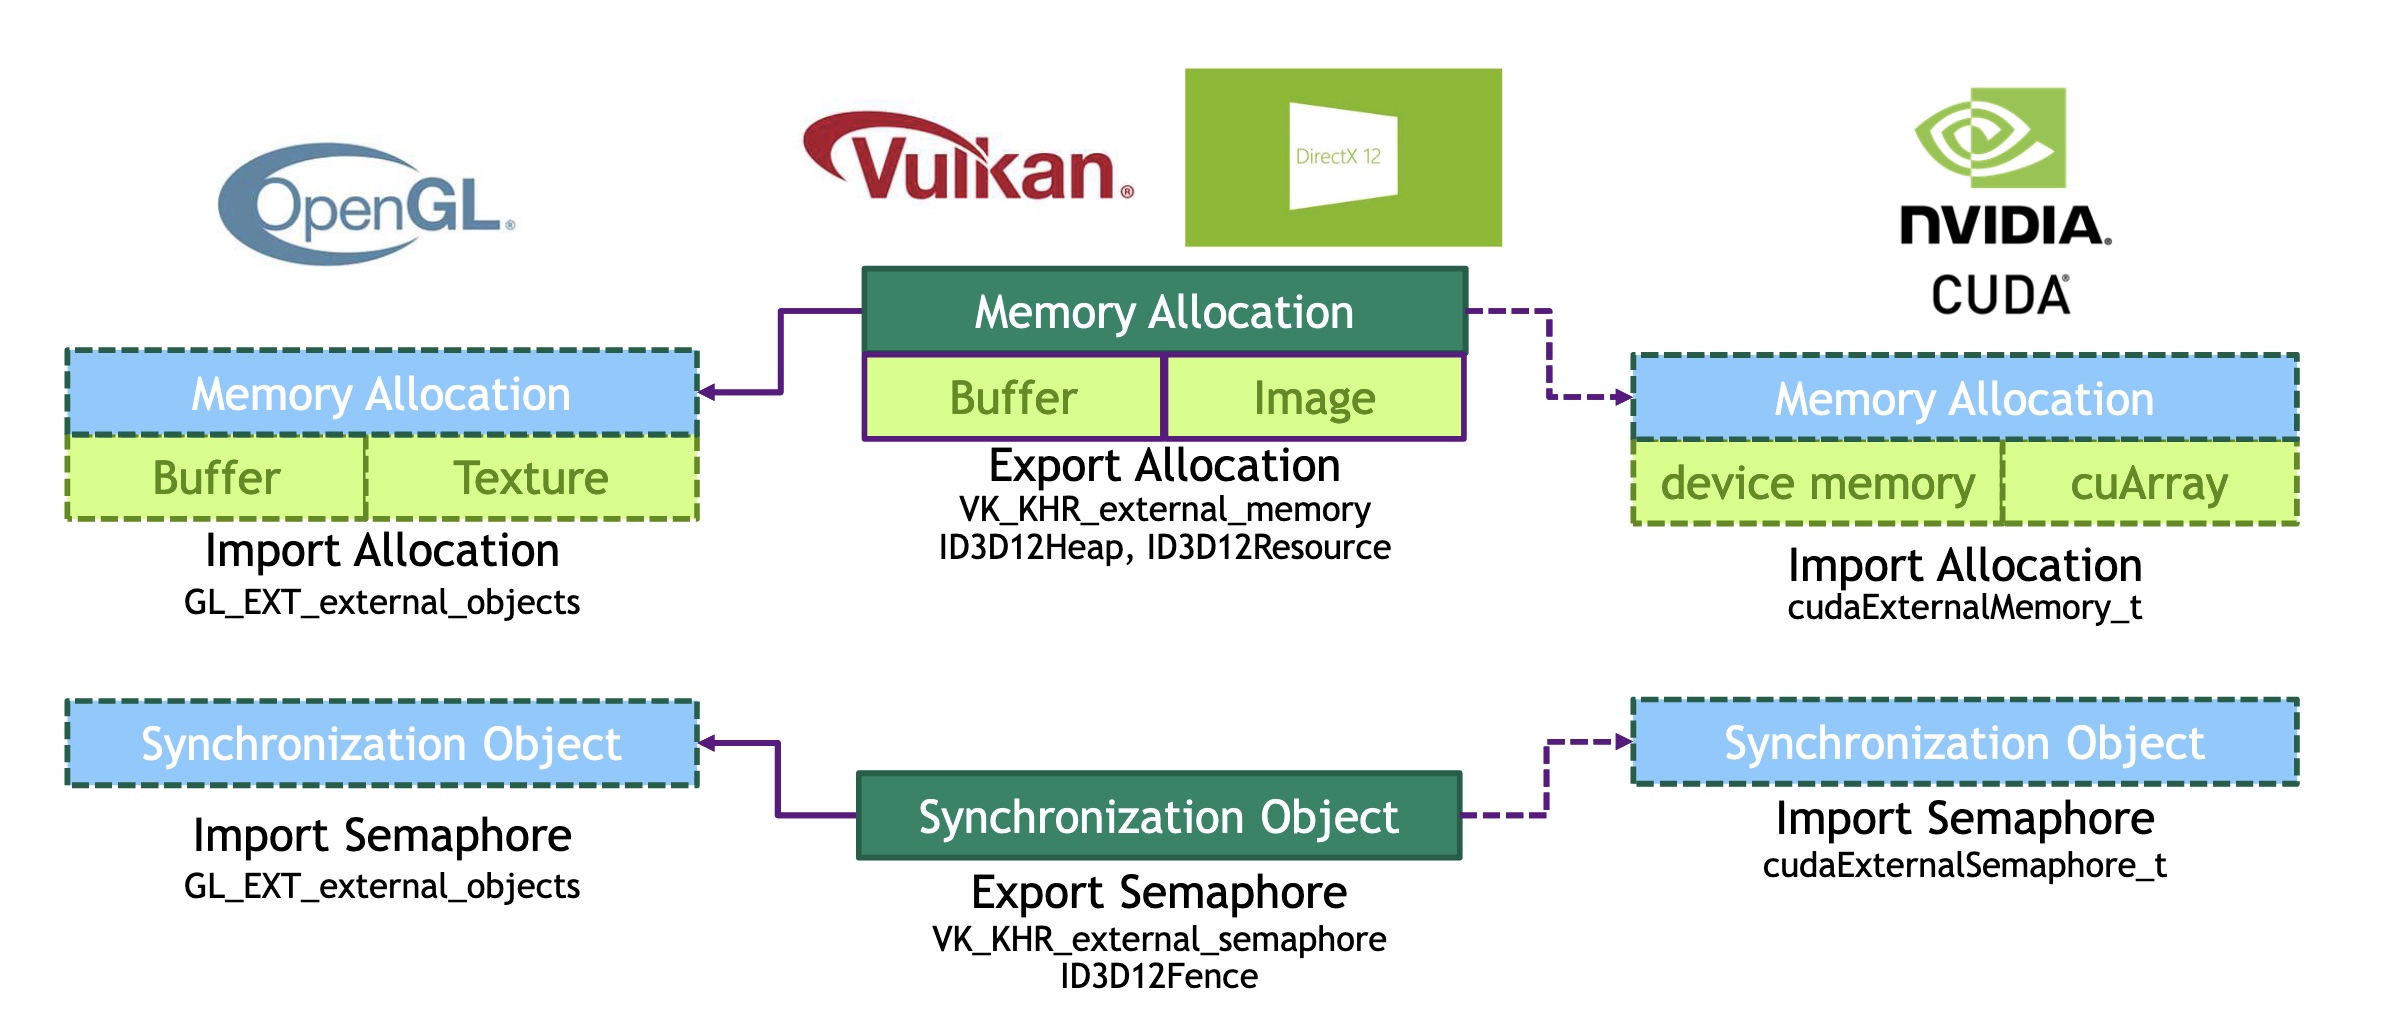 OpenGL®
Vulkan®
DirectX 12
NVIDIA®
CUDA®
Memory Allocation
Buffer
Image
Export Allocation
VK_KHR_external_memory
ID3D12Heap, ID3D12Resource
Memory Allocation
Buffer
Texture
Import Allocation
GL_EXT_external_objects
Memory Allocation
device memory
cuArray
Import Allocation
cudaExternalMemory_t
Synchronization Object
Import Semaphore
GL_EXT_external_objects
Synchronization Object
Export Semaphore
VK_KHR_external_semaphore
ID3D12Fence
Synchronization Object
Import Semaphore
cudaExternalSemaphore_t